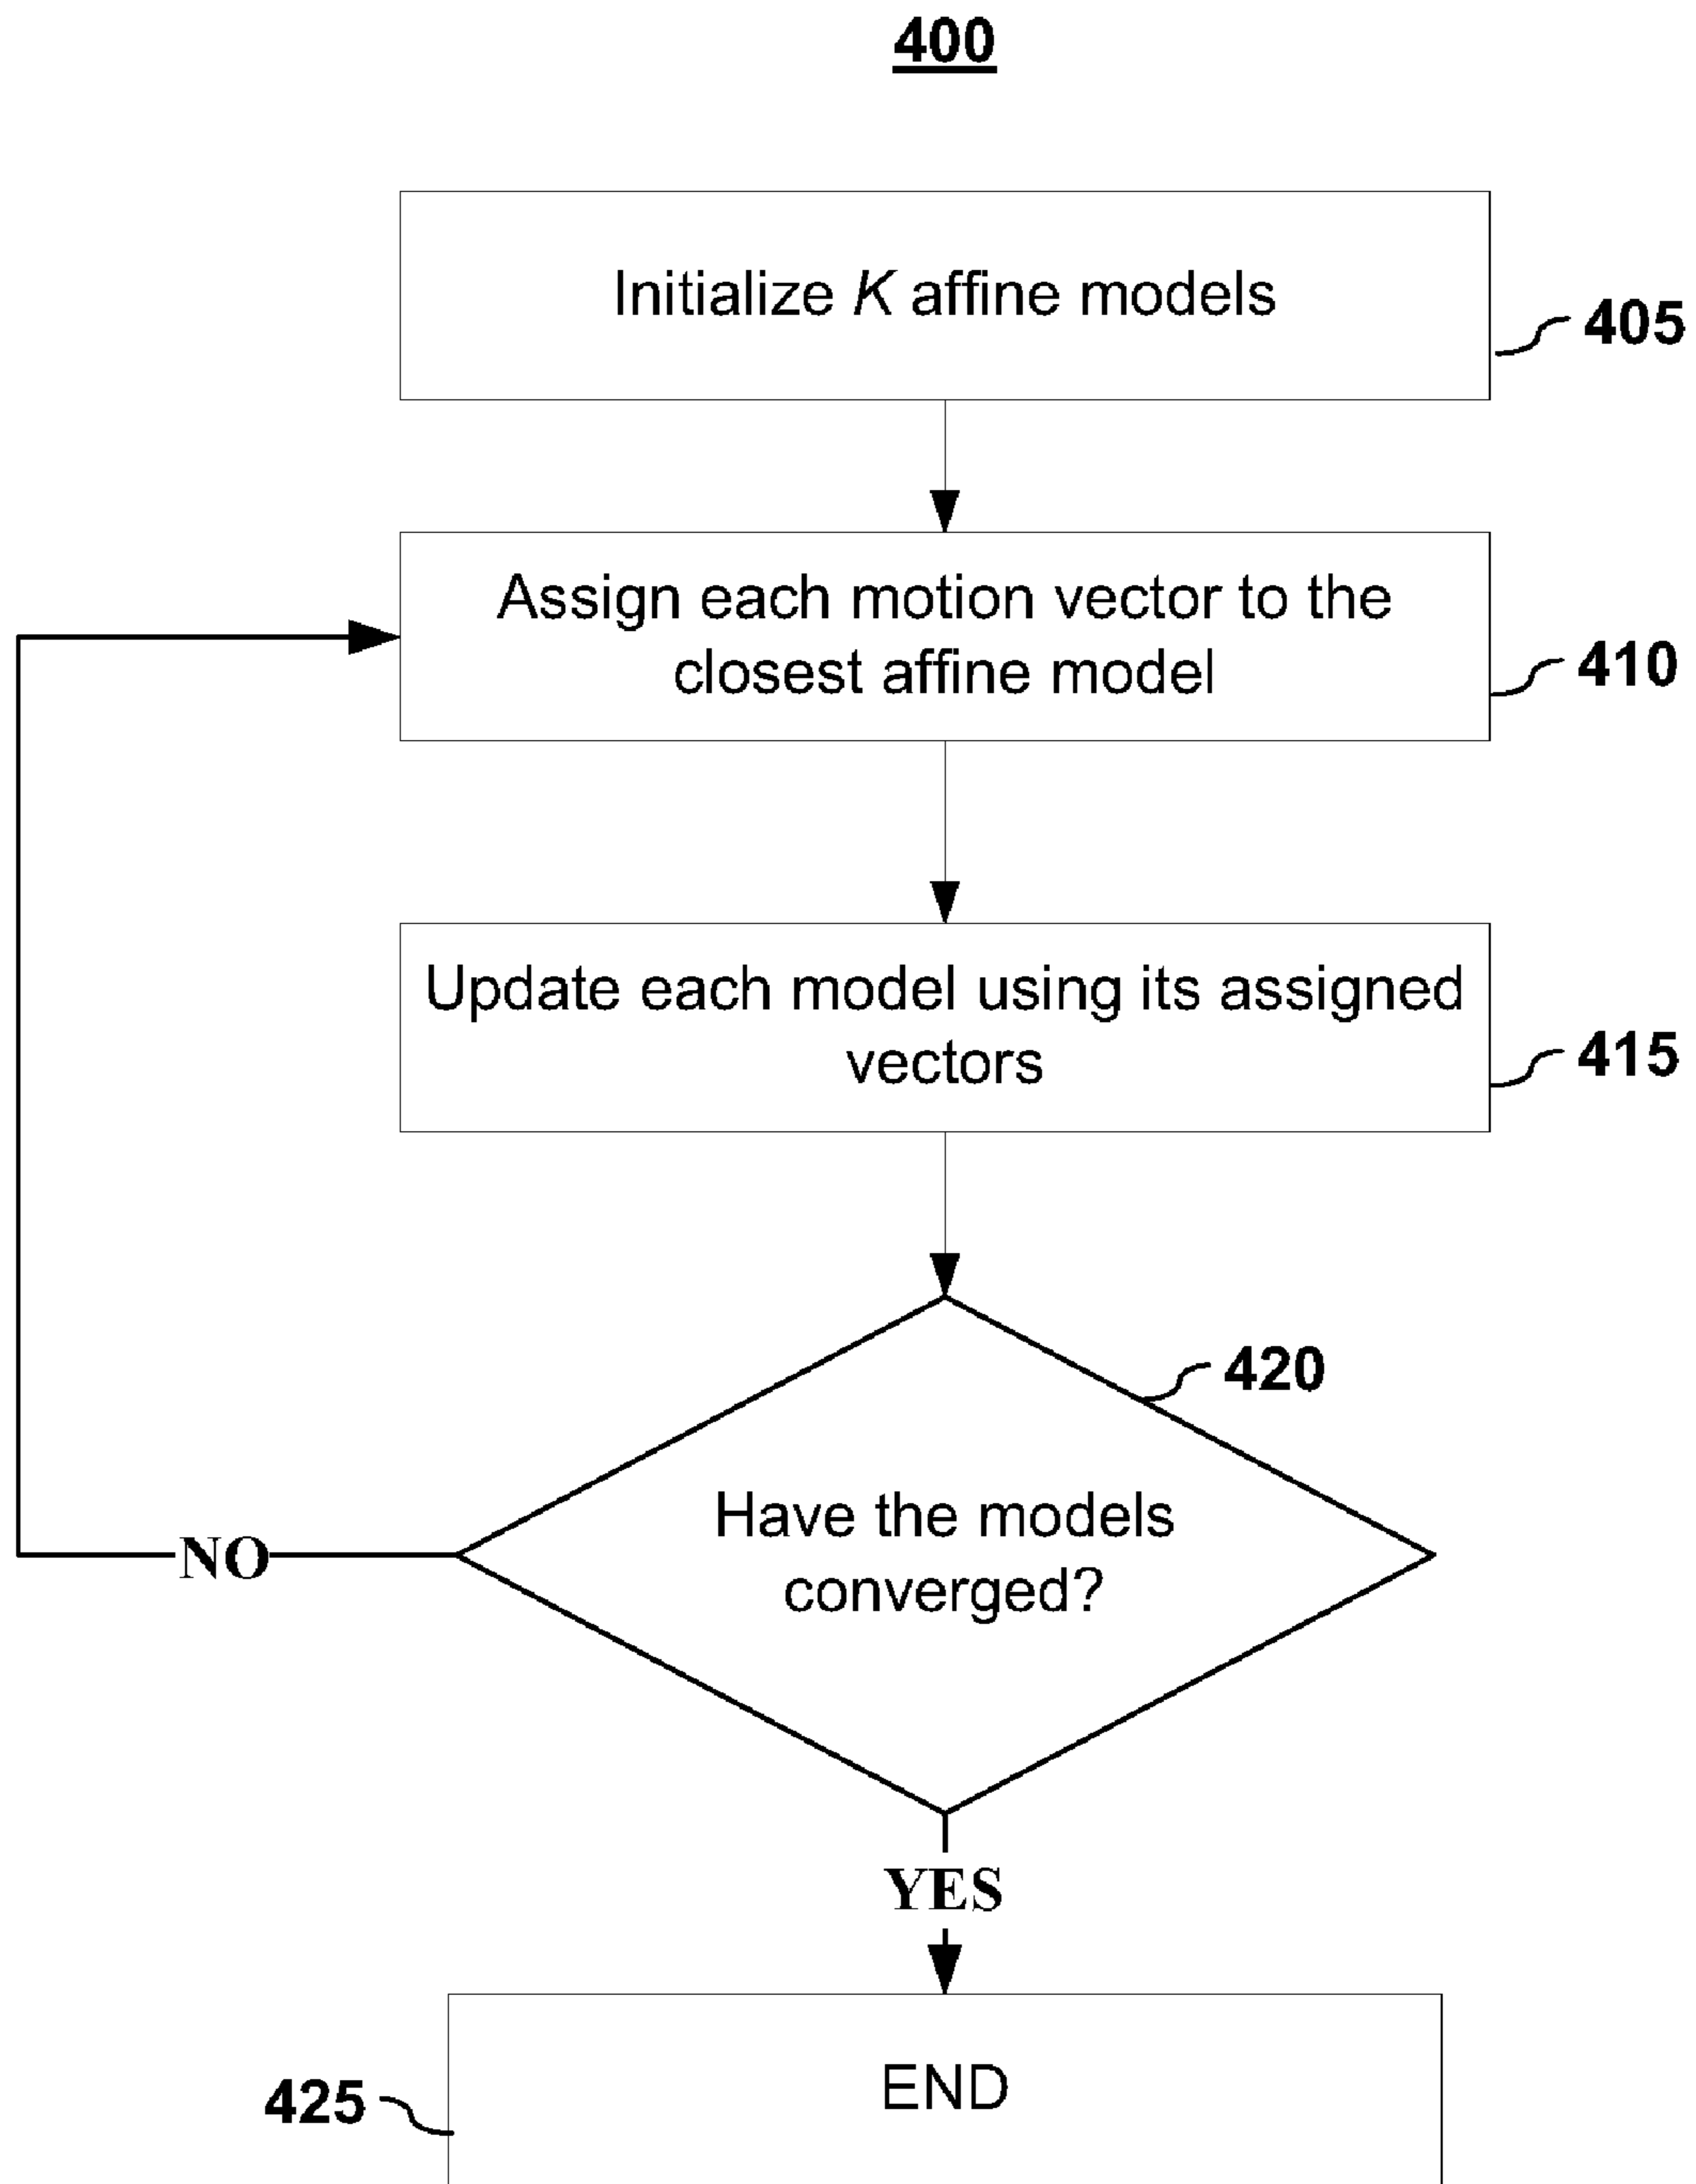 400
Initialize K affine models
405
Assign each motion vector to the
closest affine model
410
Update each model using its assigned
vectors
415
420
Have the models
converged?
NO
YES
END
425